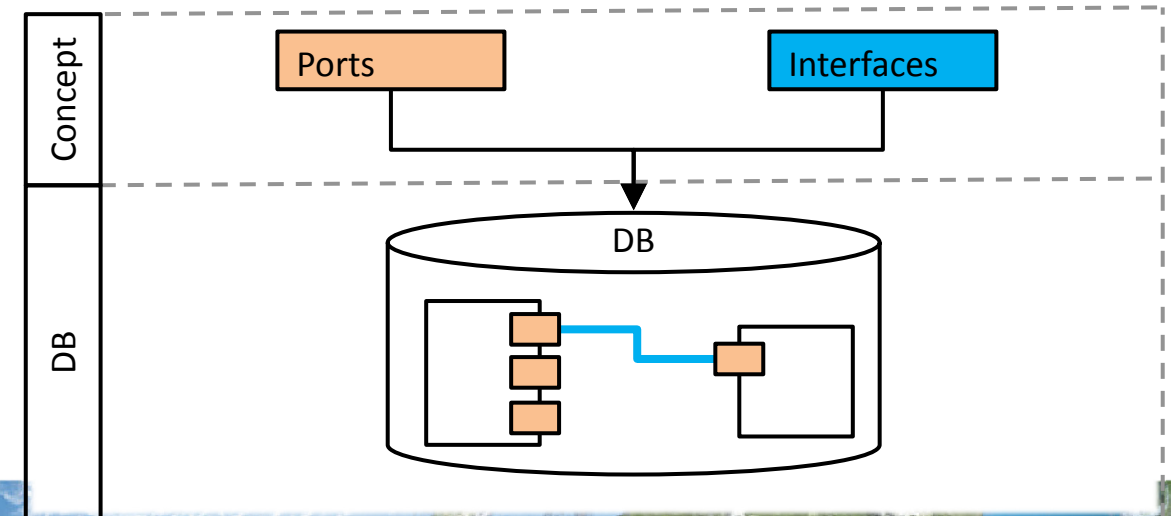 Concept
Ports
Interfaces
DB
DB